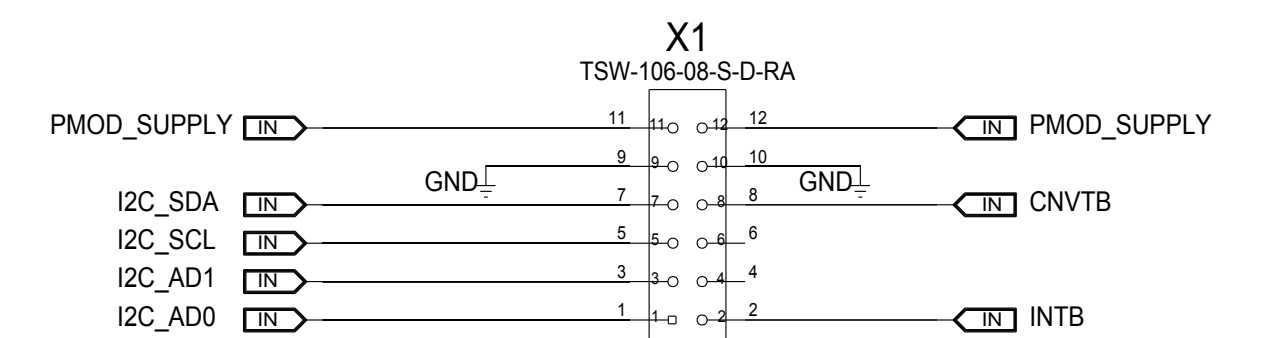 X1
TSW-106-08-S-D-RA
PMOD_SUPPLY IN 11 11 12 12 IN PMOD_SUPPLY
9 9 10 10
GND GND
I2C_SDA IN 7 7 8 8 IN CNVTB
I2C_SCL IN 5 5 6 6
I2C_AD1 IN 3 3 4 4
I2C_AD0 IN 1 1 2 2 IN INTB